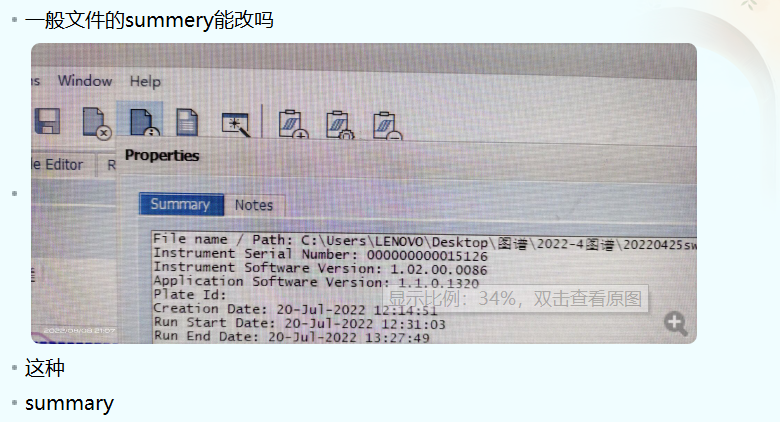 一般文件的summery能改吗
Window Help
le Editor
Properties
Summary Notes
File name / Path: C:\Users\LENOVO\Desktop\图谱\2022-4图谱\20220425sw
Instrument Serial Number: 000000000015126
Instrument Software Version: 1.02.00.0086
Application Software Version: 1.1.0.1320
Plate Id:
显示比例：34%，双击查看原图
Creation Date: 20-Jul-2022 12:14:51
Run Start Date: 20-Jul-2022 12:31:03
Run End Date: 20-Jul-2022 13:27:49
这种
summary